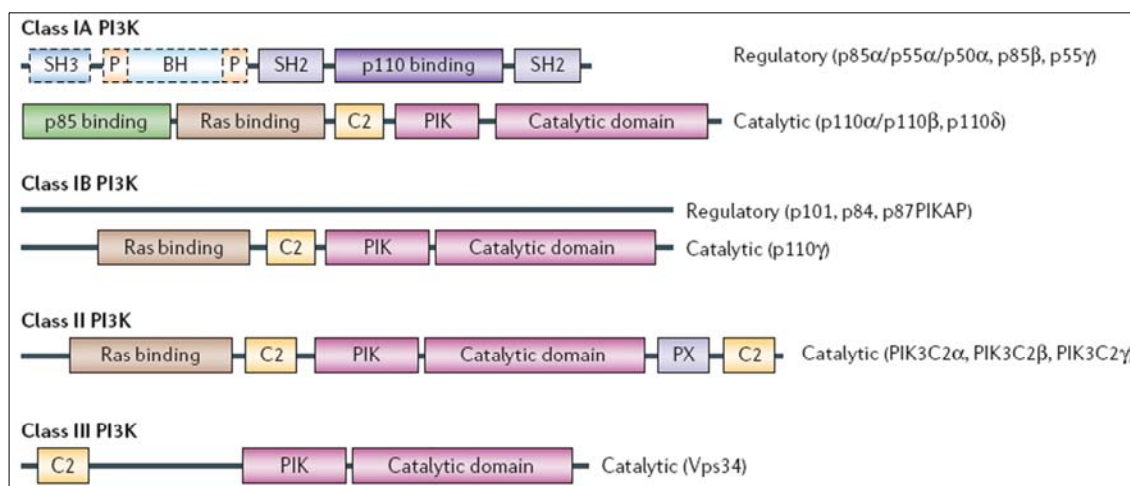 Class IA PI3K
SH3 P BH P SH2 p110 binding SH2 Regulatory (p85α/p55α/p50α, p85β, p55γ)
p85 binding Ras binding C2 PIK Catalytic domain Catalytic (p110α/p110β, p110δ)
Class IB PI3K
Regulatory (p101, p84, p87PIKAP)
Ras binding C2 PIK Catalytic domain Catalytic (p110γ)
Class II PI3K
Ras binding C2 PIK Catalytic domain PX C2 Catalytic (PIK3C2α, PIK3C2β, PIK3C2γ)
Class III PI3K
C2 PIK Catalytic domain Catalytic (Vps34)